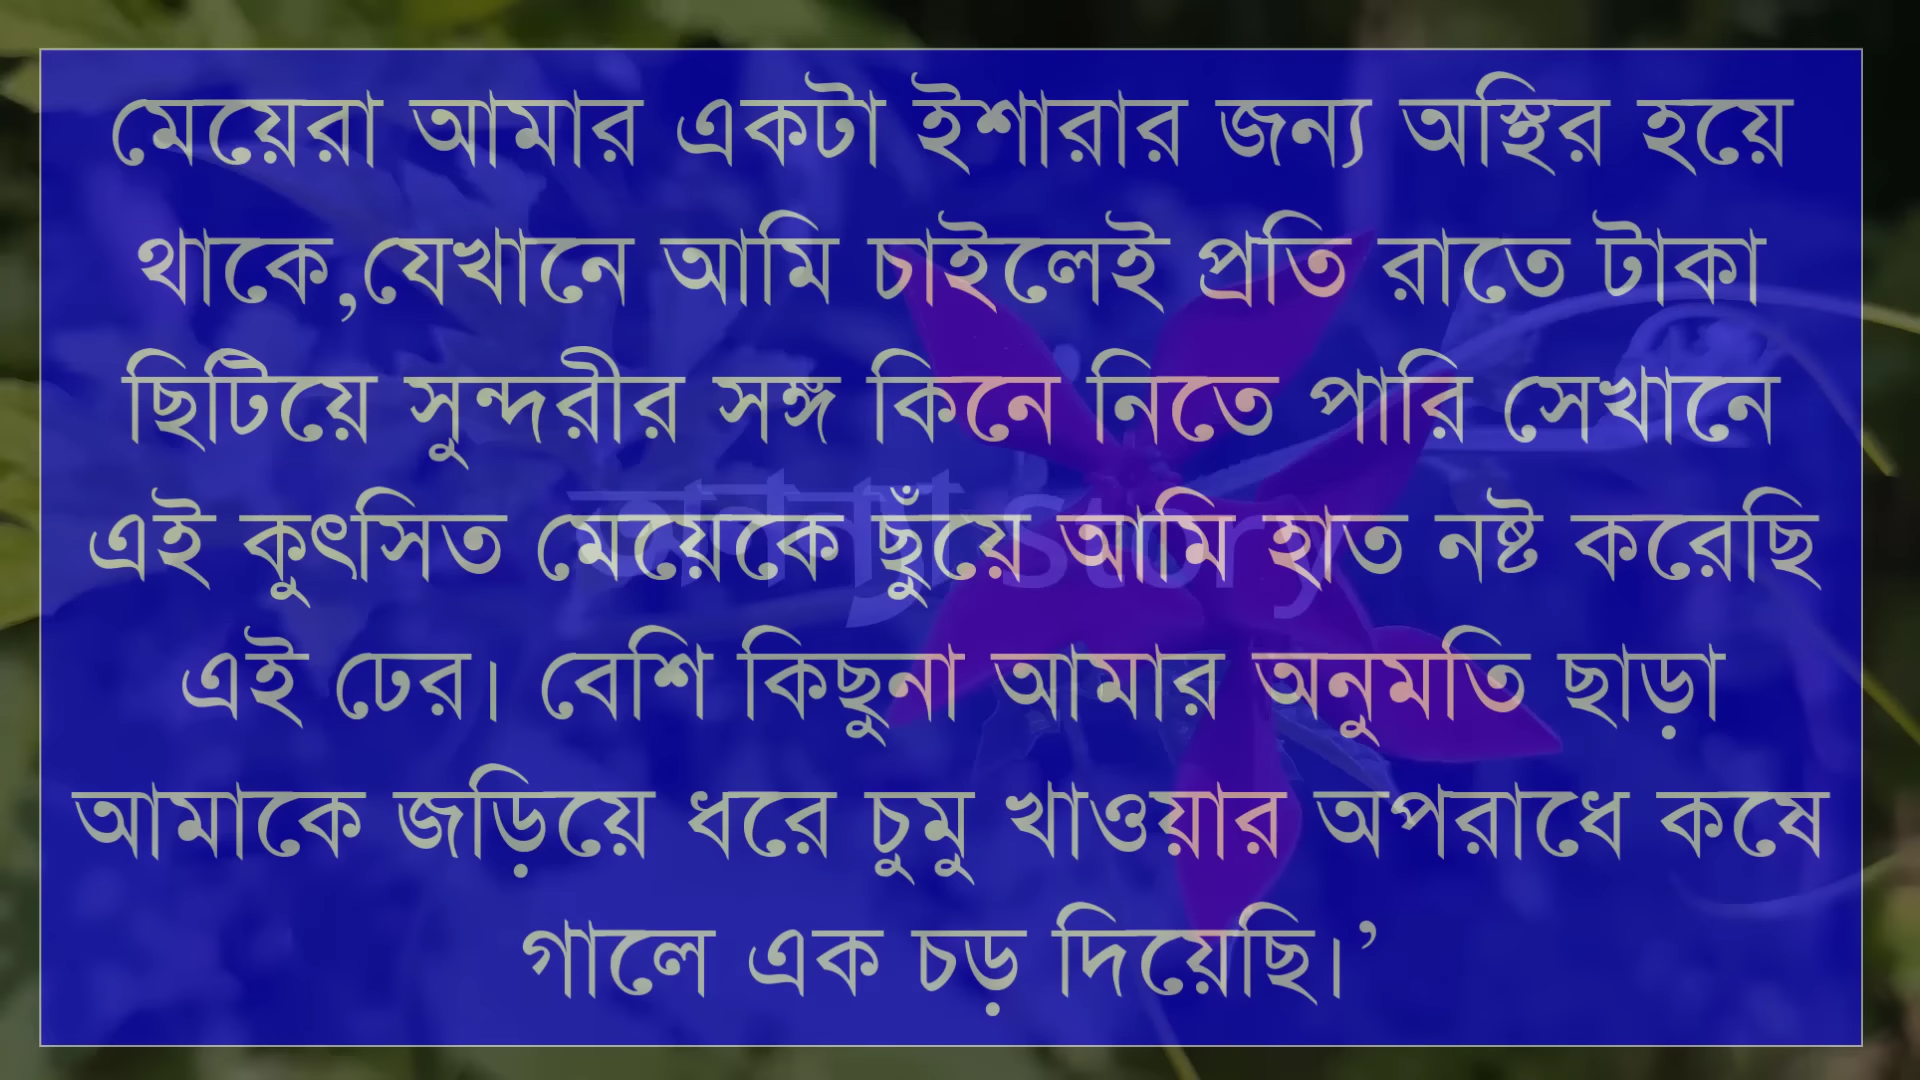 মেয়েরা আমার একটা ইশারার জন্য অস্থির হয়ে
থাকে,যেখানে আমি চাইলেই প্রতি রাতে টাকা
ছিটিয়ে সুন্দরীর সঙ্গ কিনে নিতে পারি সেখানে
এই কুৎসিত মেয়েকে ছুঁয়ে আমি হাত নষ্ট করেছি
এই ঢের। বেশি কিছুনা আমার অনুমতি ছাড়া
আমাকে জড়িয়ে ধরে চুমু খাওয়ার অপরাধে কষে
গালে এক চড় দিয়েছি।’